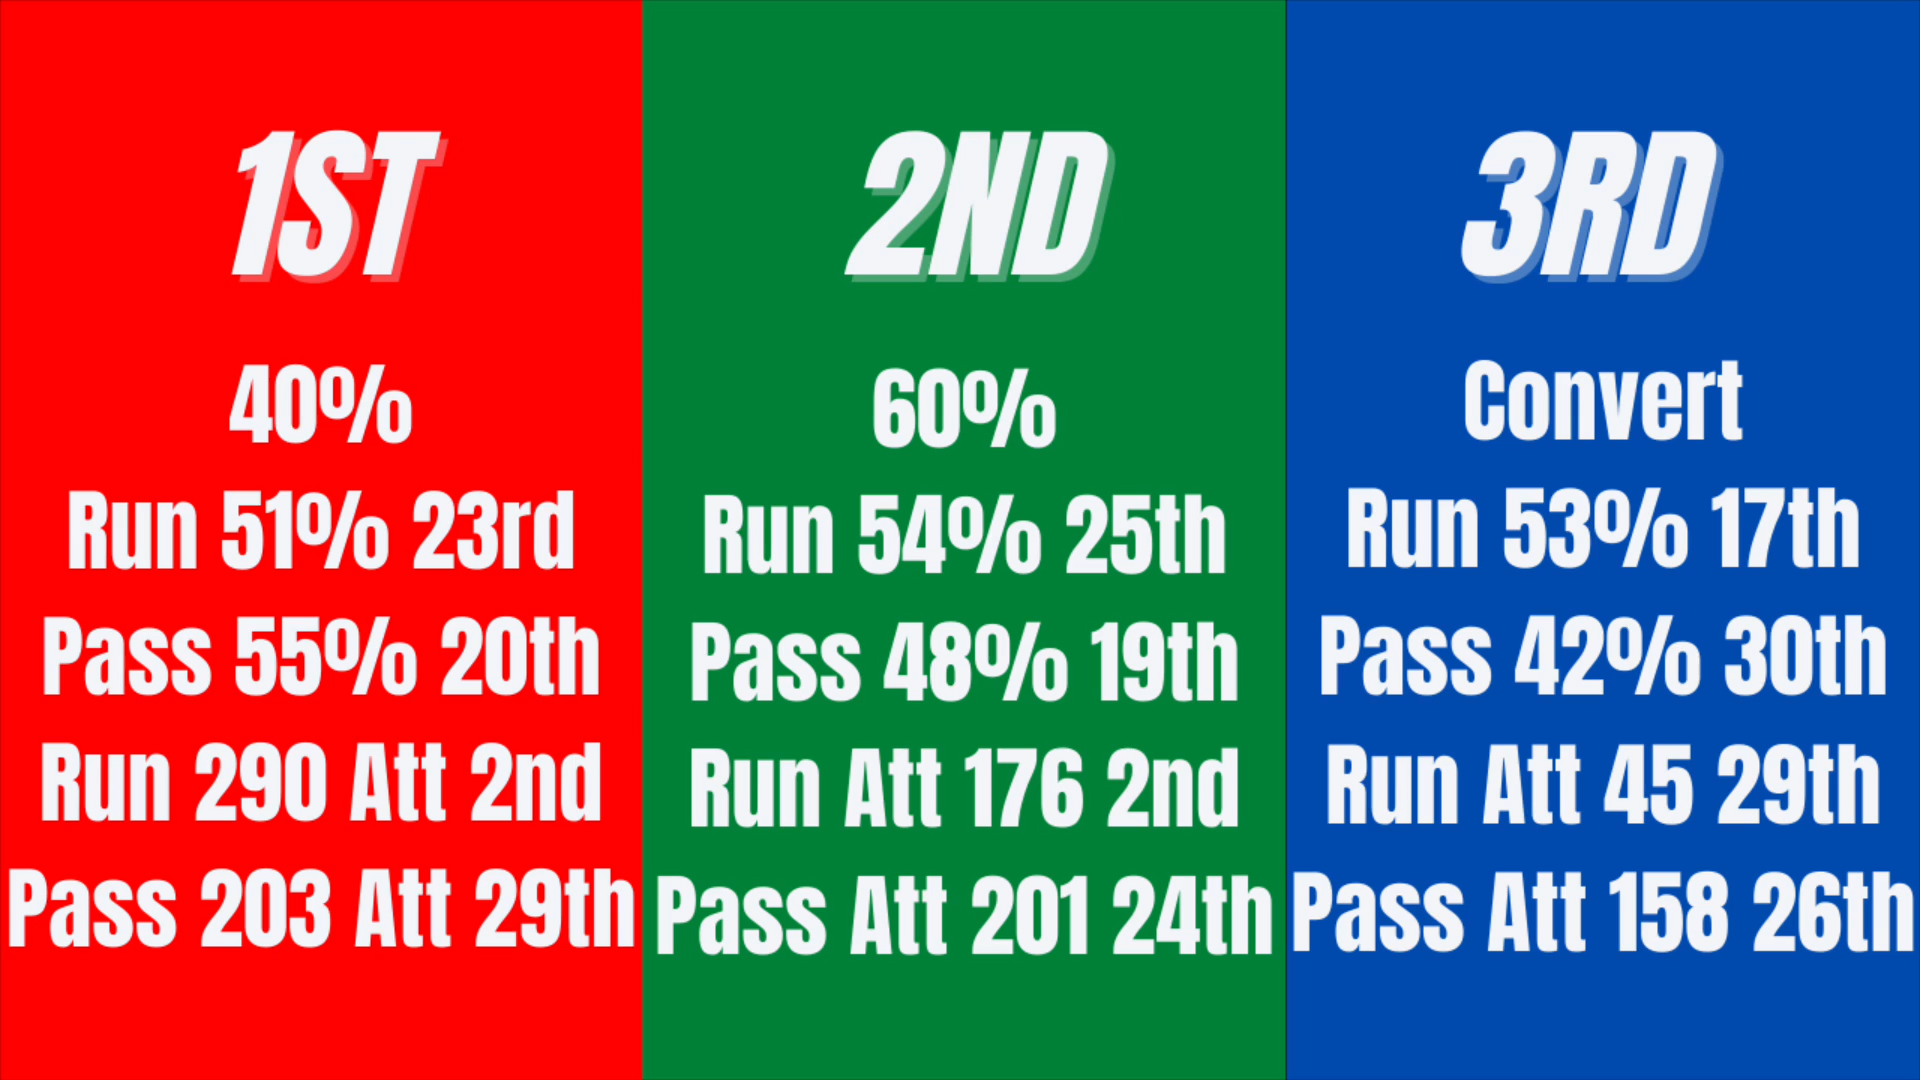 1ST
40%
Run 51% 23rd
Pass 55% 20th
Run 290 Att 2nd
Pass 203 Att 29th
2ND
60%
Run 54% 25th
Pass 48% 19th
Run Att 176 2nd
Pass Att 201 24th
3RD
Convert
Run 53% 17th
Pass 42% 30th
Run Att 45 29th
Pass Att 158 26th